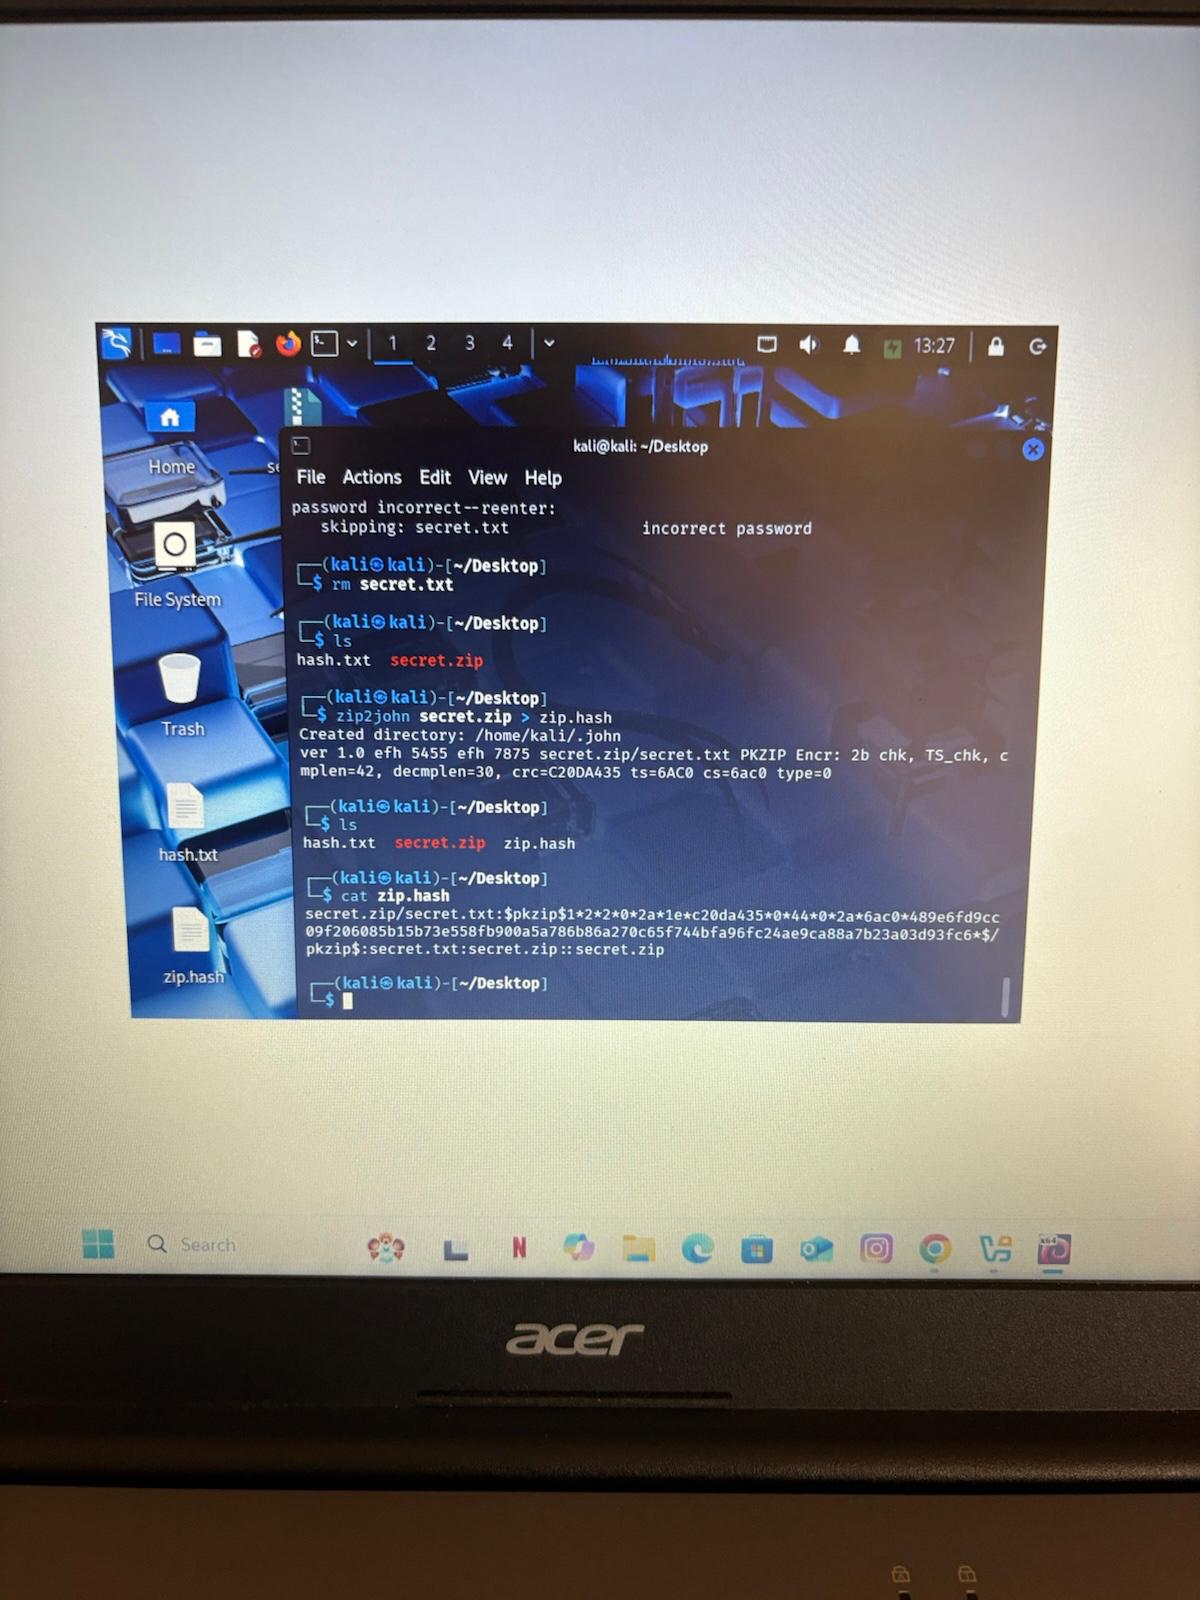 1 2 3 4 13:27
kali@kali: ~/Desktop
File Actions Edit View Help
password incorrect--reenter:
skipping: secret.txt incorrect password
(kali㉿kali)-[~/Desktop]
$ rm secret.txt
(kali㉿kali)-[~/Desktop]
$ ls
hash.txt secret.zip
(kali㉿kali)-[~/Desktop]
$ zip2john secret.zip > zip.hash
Created directory: /home/kali/.john
ver 1.0 efh 5455 efh 7875 secret.zip/secret.txt PKZIP Encr: 2b chk, TS_chk, c
mplen=42, decmplen=30, crc=C20DA435 ts=6AC0 cs=6ac0 type=0
(kali㉿kali)-[~/Desktop]
$ ls
hash.txt secret.zip zip.hash
(kali㉿kali)-[~/Desktop]
$ cat zip.hash
secret.zip/secret.txt:$pkzip$1*2*2*0*2a*1e*c20da435*0*44*0*2a*6ac0*489e6fd9cc
09f206085b15b73e558fb900a5a786b86a270c65f744bfa96fc24ae9ca88a7b23a03d93fc6*$/
pkzip$:secret.txt:secret.zip::secret.zip
(kali㉿kali)-[~/Desktop]
$
Home
se
File System
Trash
hash.txt
zip.hash
Search
N
x64
acer